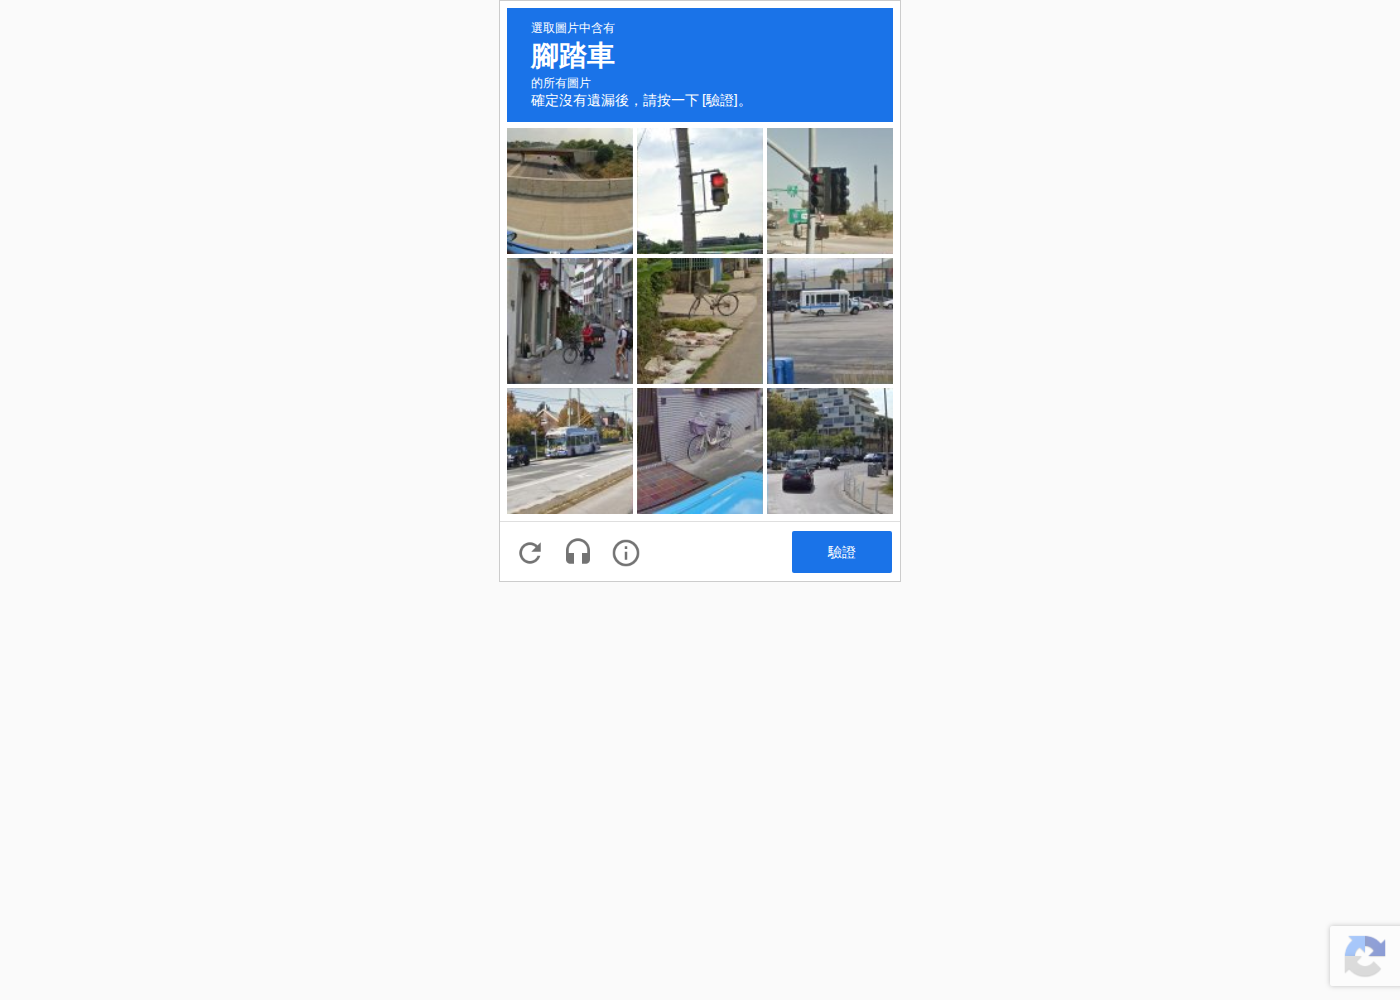 選取圖片中含有
腳踏車
的所有圖片
確定沒有遺漏後，請按一下 [驗證]。
驗證